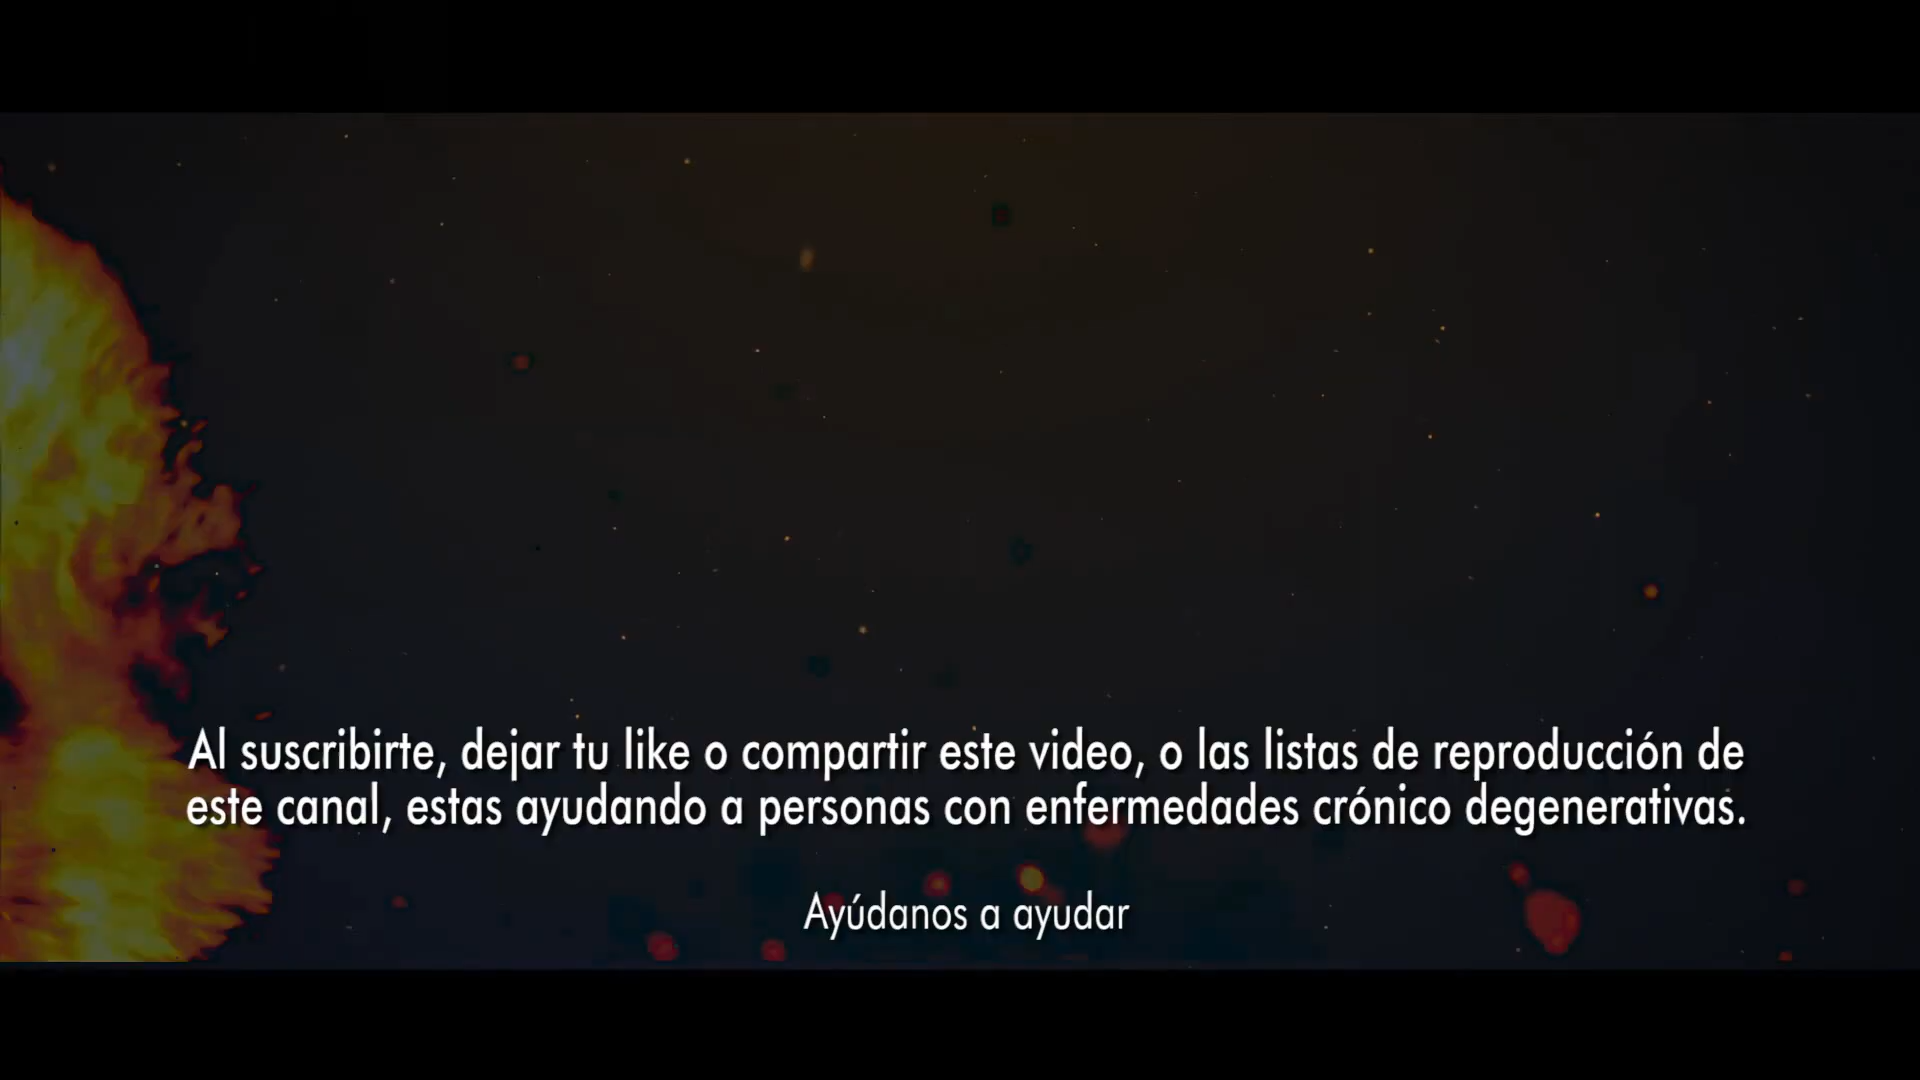 Al suscribirte, dejar tu like o compartir este video, o las listas de reproducción de
este canal, estas ayudando a personas con enfermedades crónico degenerativas.
Ayúdanos a ayudar